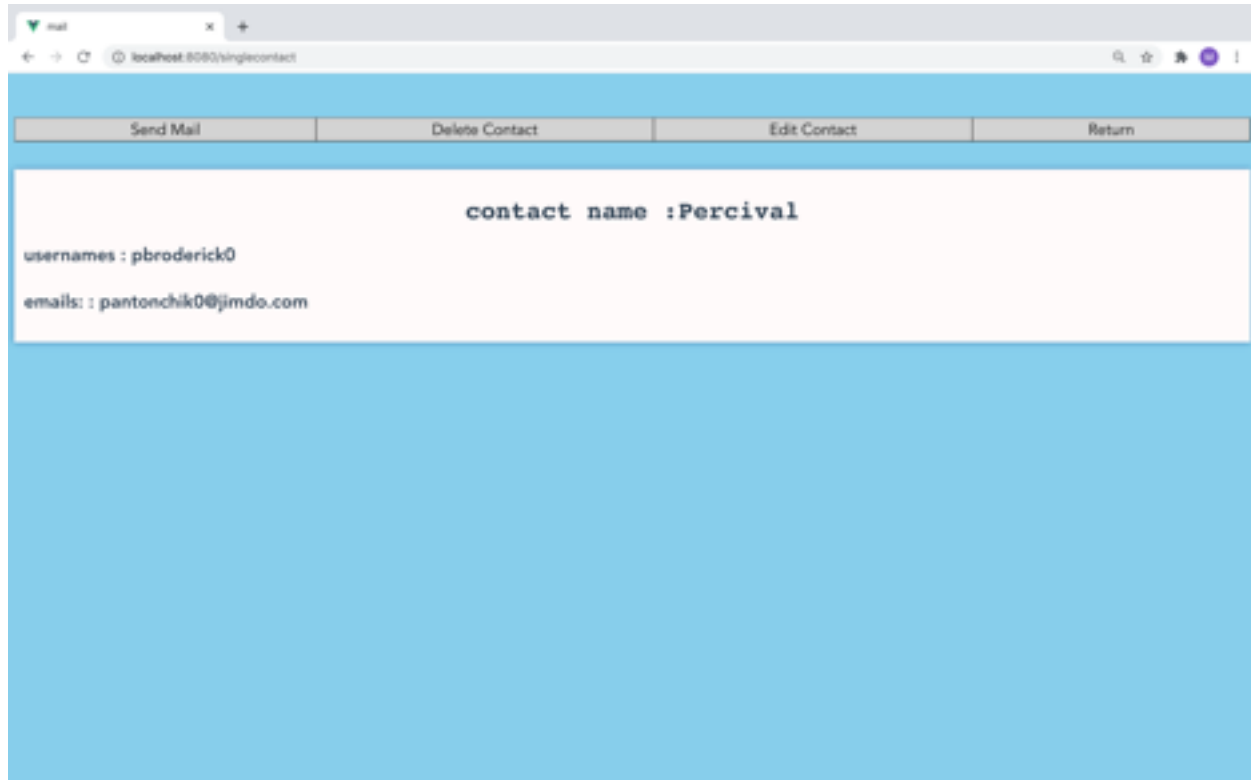 mail
localhost:8080/singlecontact
Send Mail Delete Contact Edit Contact Return
contact name :Percival
usernames : pbroderick0
emails: : pantonchik0@jimdo.com